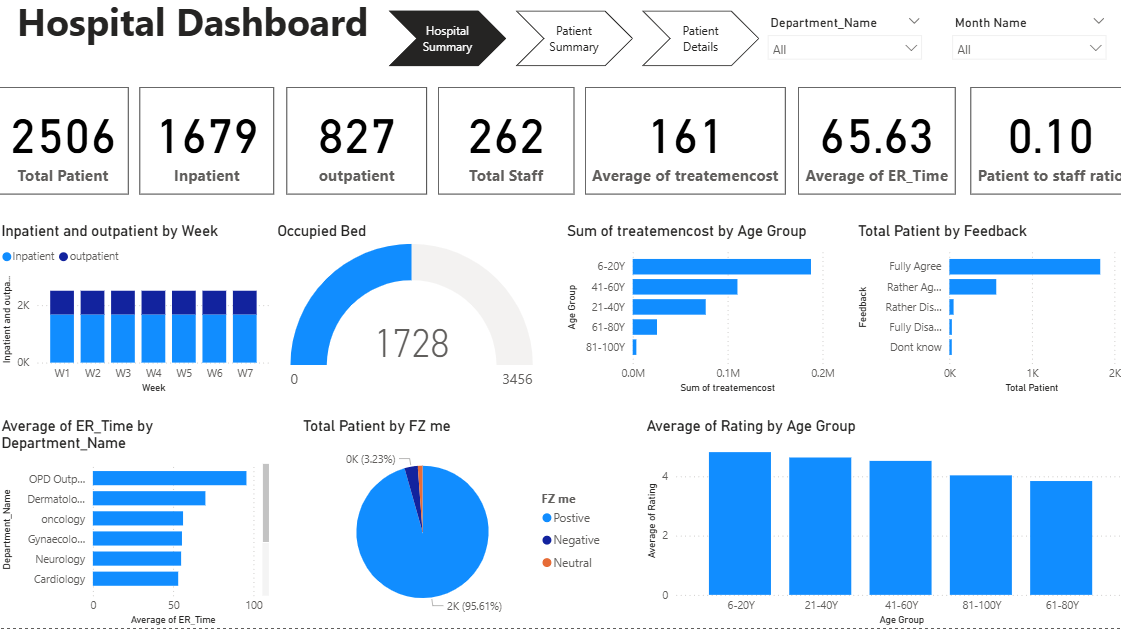 Hospital Dashboard
Hospital
Summary
Patient
Summary
Patient
Details
Department_Name
All
Month Name
All
2506
Total Patient
1679
Inpatient
827
outpatient
262
Total Staff
161
Average of treatemencost
65.63
Average of ER_Time
0.10
Patient to staff ratio
Inpatient and outpatient by Week
Inpatient outpatient
Inpatient and outpa...
2K
0K
W1 W2 W3 W4 W5 W6 W7
Week
Occupied Bed
1728
0
3456
Sum of treatemencost by Age Group
Age Group
6-20Y
41-60Y
21-40Y
61-80Y
81-100Y
0.0M 0.1M 0.2M
Sum of treatemencost
Total Patient by Feedback
Feedback
Fully Agree
Rather Ag...
Rather Dis...
Fully Disa...
Dont know
0K 1K 2K
Total Patient
Average of ER_Time by
Department_Name
Department_Name
OPD Outp...
Dermatolo...
oncology
Gynaecolo...
Neurology
Cardiology
0 50 100
Average of ER_Time
Total Patient by FZ me
0K (3.23%)
2K (95.61%)
FZ me
Postive
Negative
Neutral
Average of Rating by Age Group
Average of Rating
4
2
0
6-20Y 21-40Y 41-60Y 81-100Y 61-80Y
Age Group